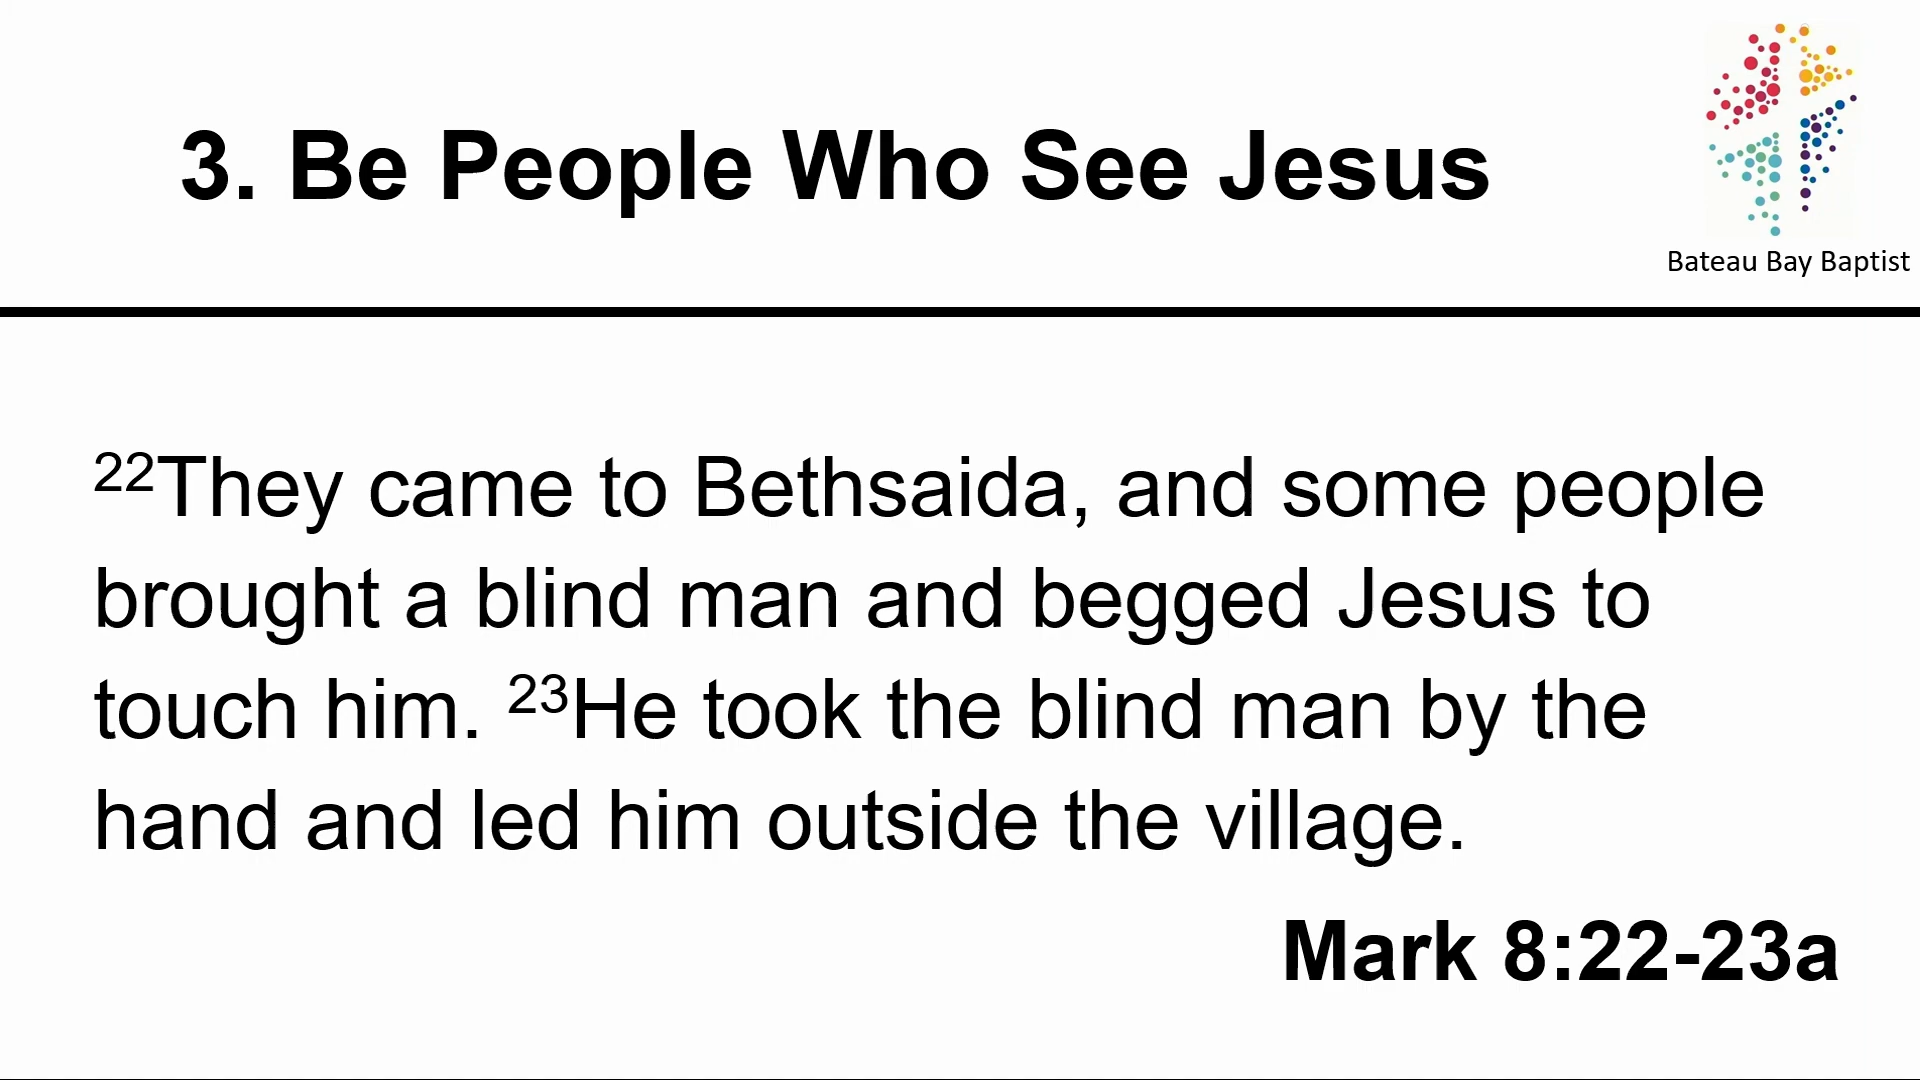 3. Be People Who See Jesus
Bateau Bay Baptist
²²They came to Bethsaida, and some people
brought a blind man and begged Jesus to
touch him. ²³He took the blind man by the
hand and led him outside the village.
Mark 8:22-23a